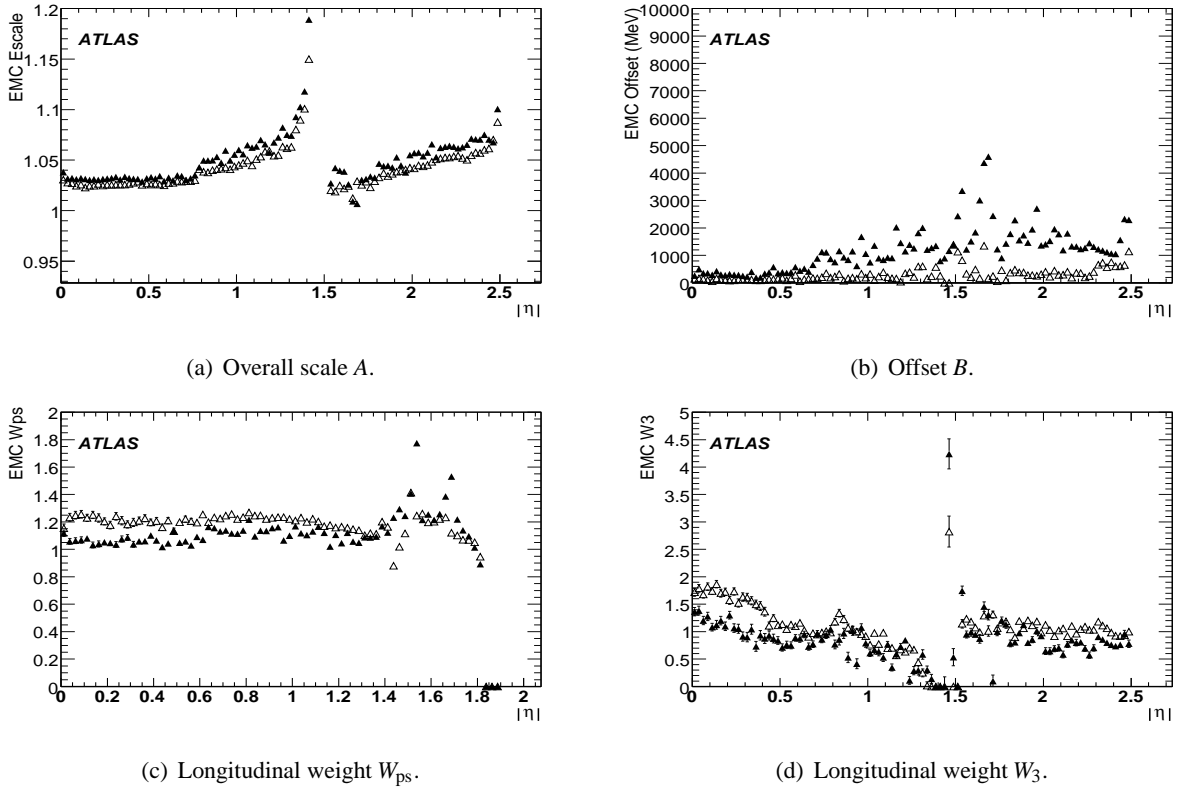 EMC Escale
1.2
1.15
1.1
1.05
1
0.95
ATLAS
0 0.5 1 1.5 2 2.5
|η|
(a) Overall scale A.
EMC Offset (MeV)
10000
9000
8000
7000
6000
5000
4000
3000
2000
1000
0
ATLAS
0 0.5 1 1.5 2 2.5
|η|
(b) Offset B.
EMC Wps
2
1.8
1.6
1.4
1.2
1
0.8
0.6
0.4
0.2
0
ATLAS
0 0.2 0.4 0.6 0.8 1 1.2 1.4 1.6 1.8 2
|η|
(c) Longitudinal weight Wps.
EMC W3
5
4.5
4
3.5
3
2.5
2
1.5
1
0.5
0
ATLAS
0 0.5 1 1.5 2 2.5
|η|
(d) Longitudinal weight W3.